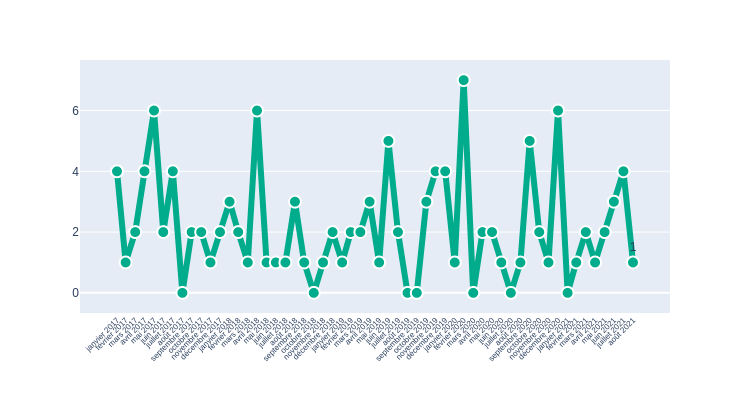 6
4
2
0
1
janvier 2017
février 2017
mars 2017
avril 2017
mai 2017
juin 2017
juillet 2017
août 2017
septembre 2017
octobre 2017
novembre 2017
décembre 2017
janvier 2018
février 2018
mars 2018
avril 2018
mai 2018
juin 2018
juillet 2018
août 2018
septembre 2018
octobre 2018
novembre 2018
décembre 2018
janvier 2019
février 2019
mars 2019
avril 2019
mai 2019
juin 2019
juillet 2019
août 2019
septembre 2019
octobre 2019
novembre 2019
décembre 2019
janvier 2020
février 2020
mars 2020
avril 2020
mai 2020
juin 2020
juillet 2020
août 2020
septembre 2020
octobre 2020
novembre 2020
décembre 2020
janvier 2021
février 2021
mars 2021
avril 2021
mai 2021
juin 2021
juillet 2021
août 2021